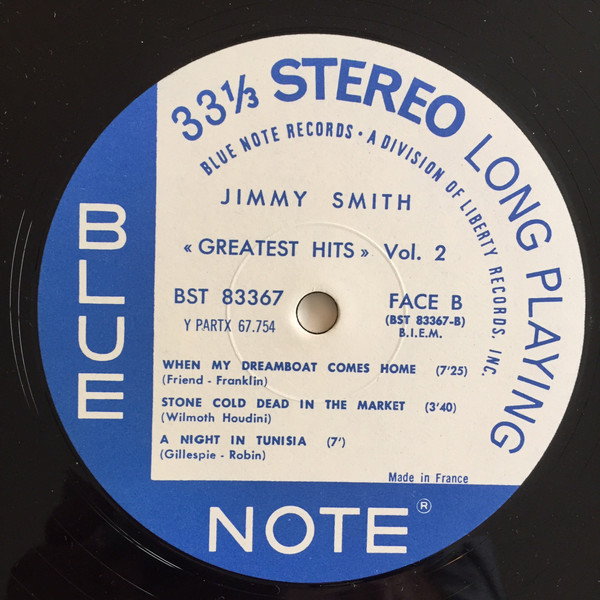 33 1/3 STEREO LONG PLAYING
BLUE NOTE RECORDS • A DIVISION OF LIBERTY RECORDS, INC.
JIMMY SMITH
« GREATEST HITS » Vol. 2
BST 83367
FACE B
Y PARTX 67.754
(BST 83367-B)
B.I.E.M.
WHEN MY DREAMBOAT COMES HOME (7'25)
(Friend - Franklin)
STONE COLD DEAD IN THE MARKET (3'40)
(Wilmoth Houdini)
A NIGHT IN TUNISIA (7')
(Gillespie - Robin)
Made in France
BLUE
NOTE ®